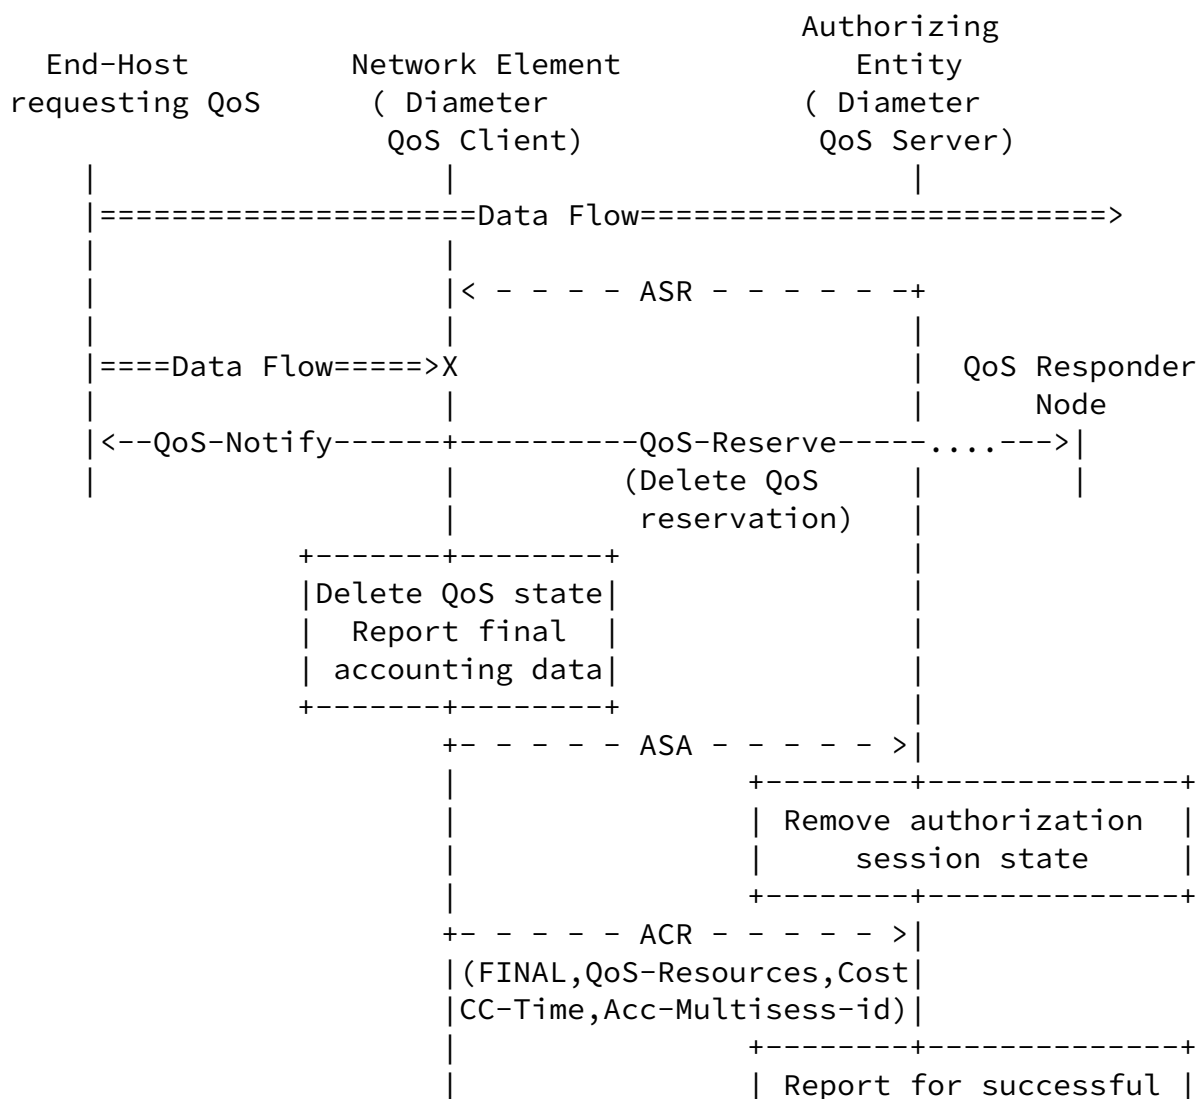 Authorizing
  End-Host         Network Element             Entity
requesting QoS      ( Diameter              ( Diameter
                     QoS Client)             QoS Server)
    |                   |                         |
    |=====================Data Flow==========================>
    |                   |
    |                   |< - - - - ASR - - - - - -+
    |                   |                         |
    |====Data Flow=====>X                         |  QoS Responder
    |                   |                         |      Node
    |<--QoS-Notify------+----------QoS-Reserve-----....--->|
    |                   |         (Delete QoS     |        |
                        |          reservation)   |
                +-------+--------+                |
                |Delete QoS state|                |
                |  Report final  |                |
                | accounting data|                |
                +-------+--------+                |
                        +- - - - - ASA - - - - - >|
                        |                +--------+--------------+
                        |                | Remove authorization  |
                        |                |     session state     |
                        |                +--------+--------------+
                        +- - - - - ACR - - - - - >|
                        |(FINAL,QoS-Resources,Cost|
                        |CC-Time,Acc-Multisess-id)|
                        |                +--------+--------------+
                        |                | Report for successful |